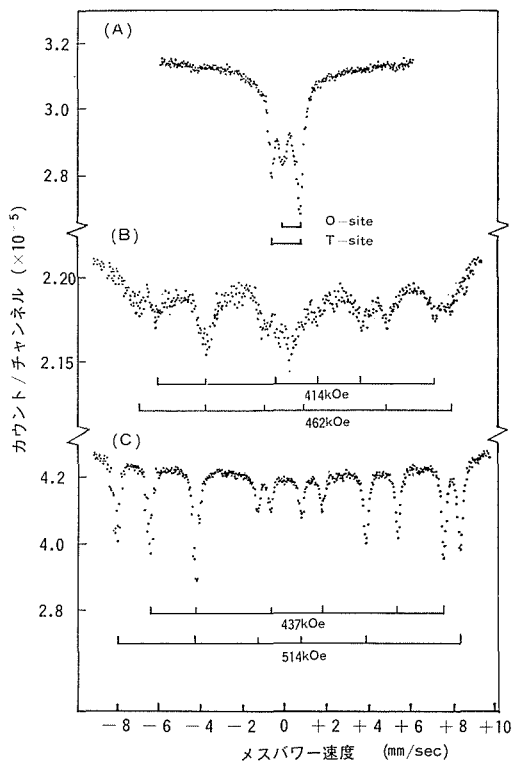 (A)
3.2
3.0
2.8
O-site
T-site
(B)
2.20
2.15
414kOe
462kOe
(C)
4.2
4.0
2.8
437kOe
514kOe
カウント/チャンネル (×10⁻⁵)
-8 -6 -4 -2 0 +2 +4 +6 +8 +10
メスバワー速度 (mm/sec)